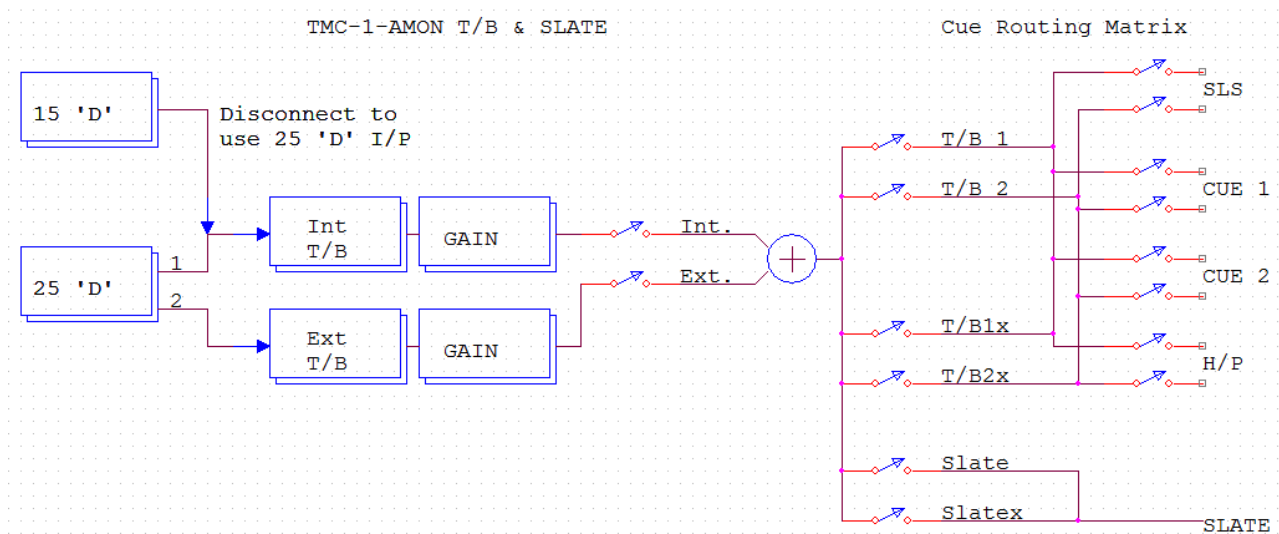 TMC-1-AMON T/B & SLATE
Cue Routing Matrix
15 'D'
Disconnect to
use 25 'D' I/P
SLS
T/B 1
T/B 2
CUE 1
Int
T/B
GAIN
Int.
Ext.
25 'D'
1
2
CUE 2
Ext
T/B
GAIN
T/B1x
T/B2x
H/P
Slate
Slatex
SLATE